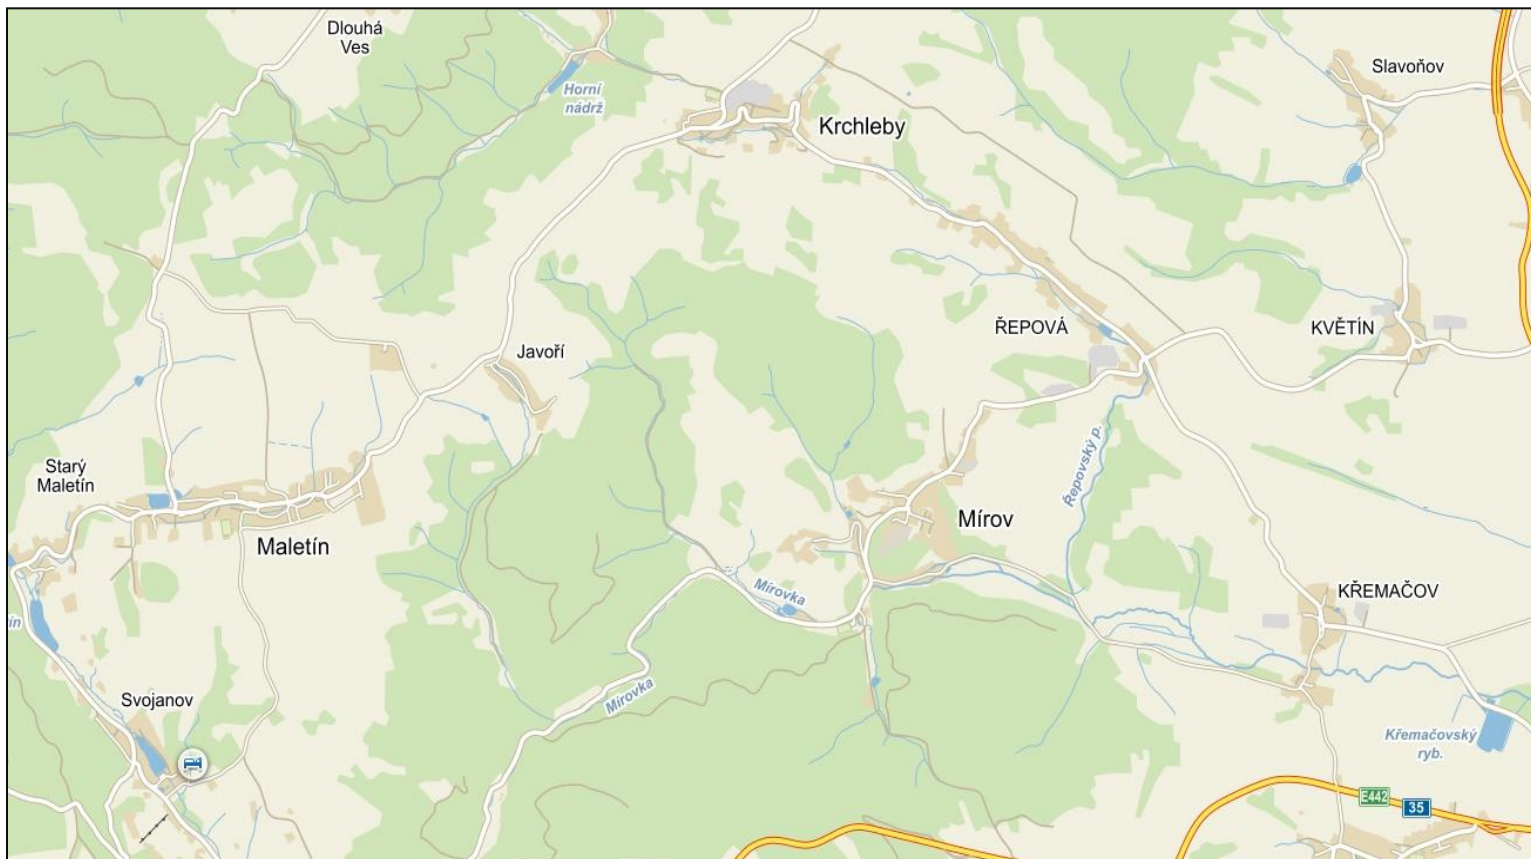 Dlouhá
Ves
Slavoňov
Horní
nádrž
Krchleby
ŘEPOVÁ
KVĚTÍN
Javoří
Řepovský p.
Starý
Maletín
Mírov
Maletín
Mírovka
KŘEMAČOV
ín
Svojanov
Mírovka
Křemačovský
ryb.
E442
35